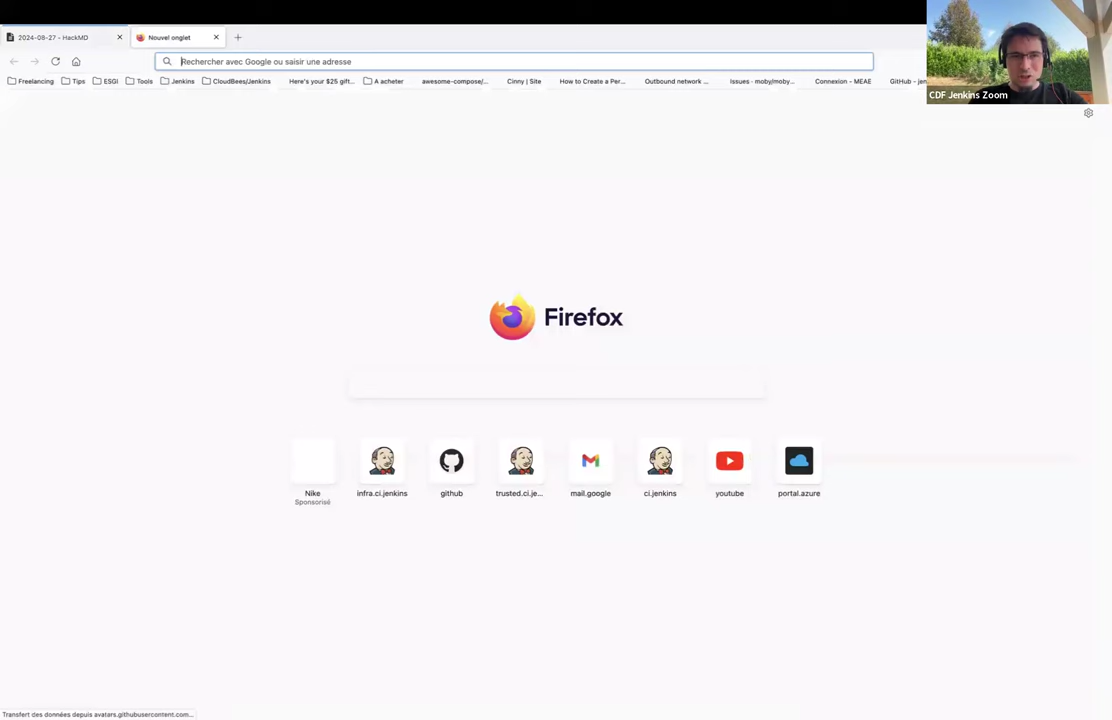 2024-08-27 - HackMD
Nouvel onglet
Rechercher avec Google ou saisir une adresse
Freelancing
Tips
ESGI
Tools
Jenkins
CloudBees/Jenkins
Here's your $25 gift...
A acheter
awesome-compose/...
Cinny | Site
How to Create a Per...
Outbound network ...
Issues · moby/moby...
Connexion - MEAE
GitHub - jen
CDF Jenkins Zoom
Firefox
Nike
Sponsorisé
infra.ci.jenkins
github
trusted.ci.je...
mail.google
ci.jenkins
youtube
portal.azure
Transfert des données depuis avatars.githubusercontent.com...